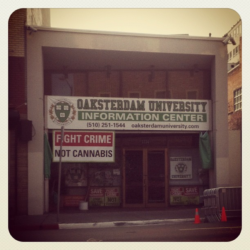 OAKSTERDAM UNIVERSITY
INFORMATION CENTER
(510) 251-1544 oaksterdamuniversity.com
FIGHT CRIME
NOT CANNABIS